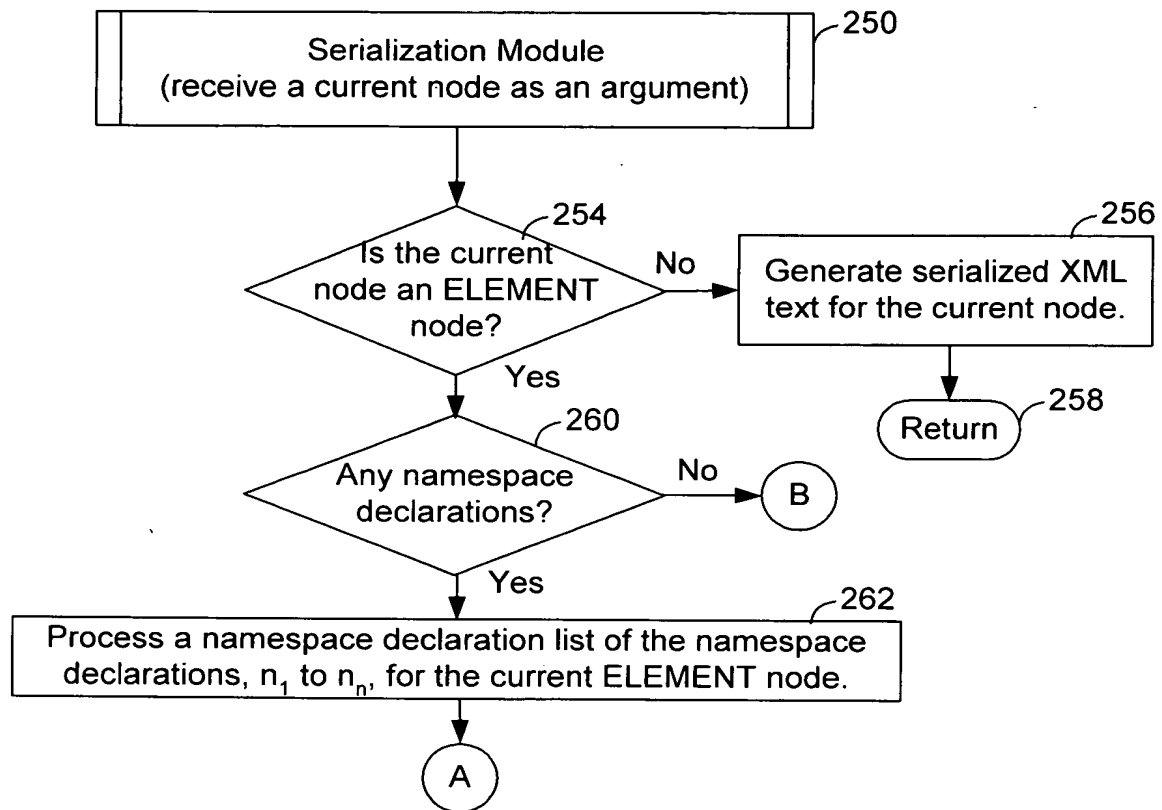 250
Serialization Module
(receive a current node as an argument)
254
Is the current
node an ELEMENT
node?
No
256
Generate serialized XML
text for the current node.
Yes
258
Return
260
Any namespace
declarations?
No
B
Yes
262
Process a namespace declaration list of the namespace
declarations, n₁ to nₙ, for the current ELEMENT node.
A